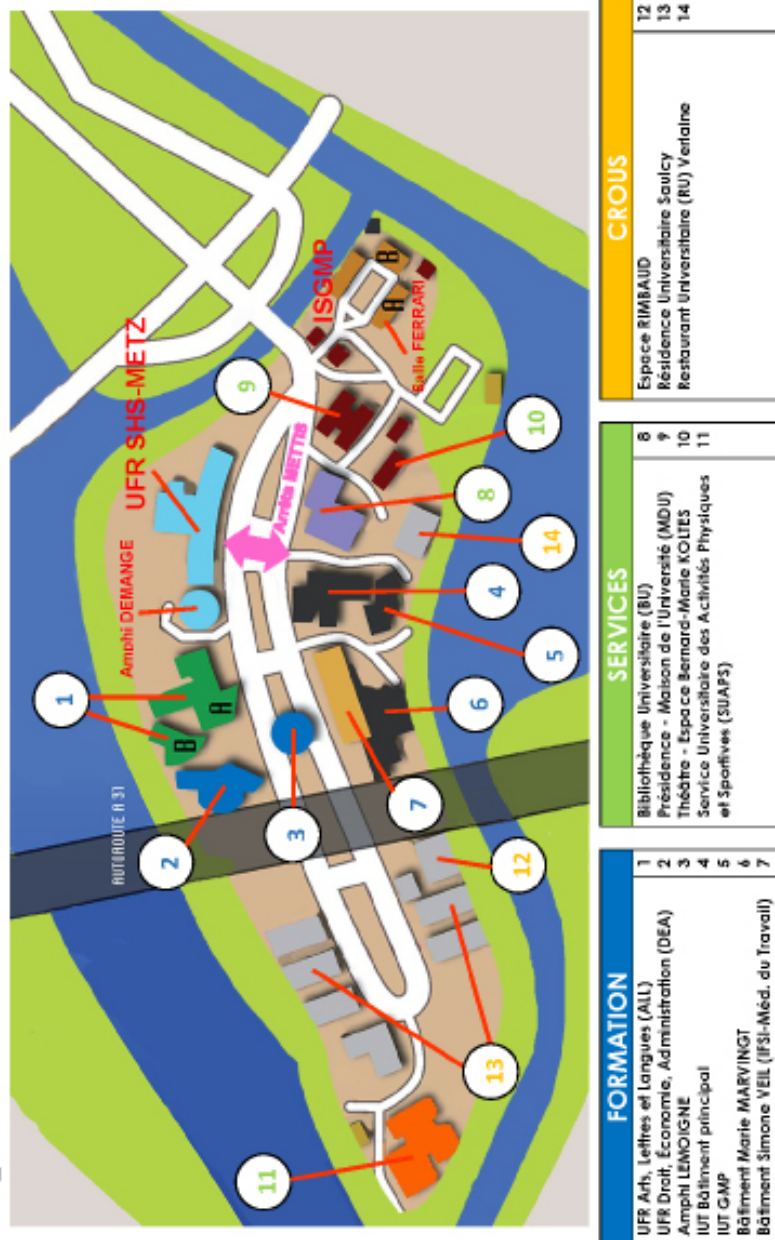 AUTOROUTE A 31
Amphi DEMANGE
UFR SHS-METZ
ISGMP
Salle FERRARI
Arrêts METTIS
A
B
A
B
1
2
3
4
5
6
7
8
9
10
11
12
13
14
FORMATION
UFR Arts, Lettres et Langues (ALL) 1
UFR Droit, Économie, Administration (DEA) 2
Amphi LEMOIGNE 3
IUT Bâtiment principal 4
IUT GMP 5
Bâtiment Marie MARVINGT 6
Bâtiment Simone VEIL (IFSI-Méd. du Travail) 7
SERVICES
Bibliothèque Universitaire (BU) 8
Présidence - Maison de l'Université (MDU) 9
Théâtre - Espace Bernard-Marie KOLTES 10
Service Universitaire des Activités Physiques 11
et Sportives (SUAPS)
CROUS
Espace RIMBAUD 12
Résidence Universitaire Saulcy 13
Restaurant Universitaire (RU) Verlaine 14